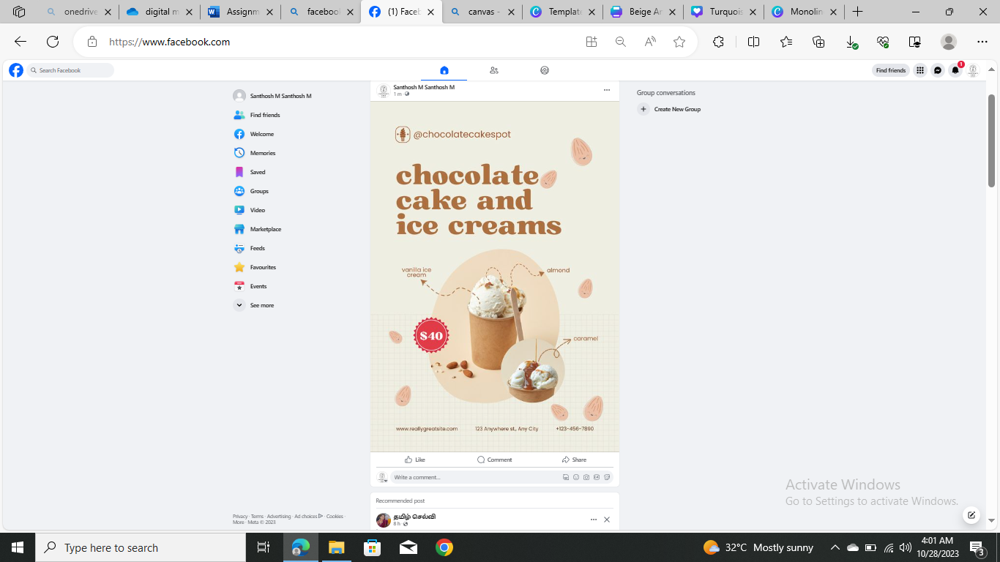 onedrive
digital m
Assignm
facebook
(1) Faceb
canvas -
Template
Beige Ar
Turquois
Monolin
https://www.facebook.com
Search Facebook
Find friends
1
Santhosh M Santhosh M
Find friends
Welcome
Memories
Saved
Groups
Video
Marketplace
Feeds
Favourites
Events
See more
Privacy · Terms · Advertising · Ad choices · Cookies ·
More · Meta © 2023
Santhosh M Santhosh M
1 m ·
@chocolatecakespot
chocolate
cake and
ice creams
vanilla ice
cream
almond
$40
caramel
www.reallygreatsite.com 123 Anywhere st., Any City +123-456-7890
Like Comment Share
Write a comment...
Recommended post
தமிழ் செல்வி
8 h ·
Group conversations
Create New Group
Activate Windows
Go to Settings to activate Windows.
Type here to search
32°C Mostly sunny
4:01 AM
10/28/2023
3